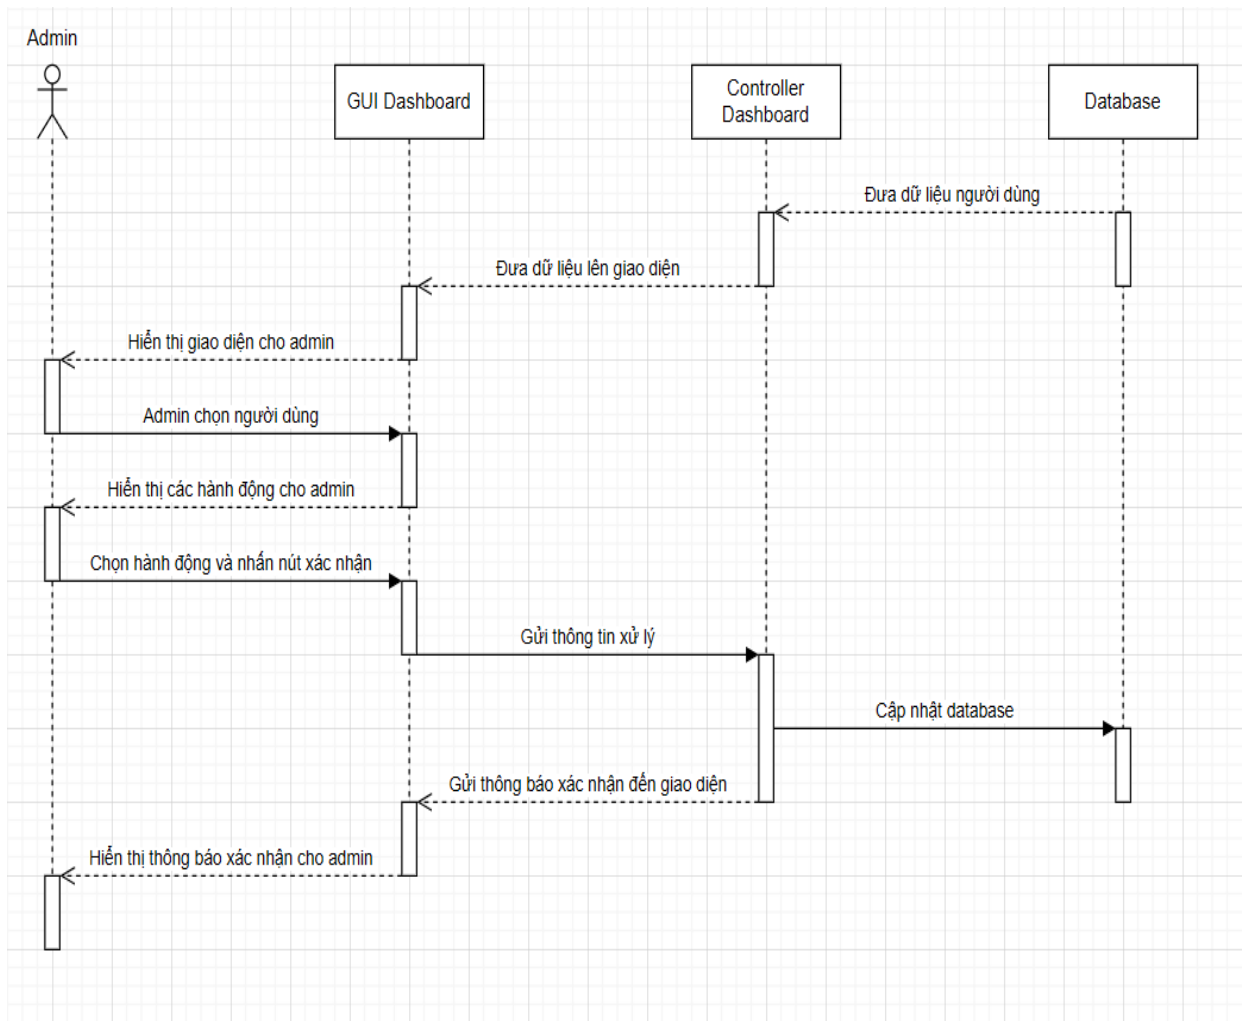 Admin
GUI Dashboard
Controller
Dashboard
Database
Đưa dữ liệu người dùng
Đưa dữ liệu lên giao diện
Hiển thị giao diện cho admin
Admin chọn người dùng
Hiển thị các hành động cho admin
Chọn hành động và nhấn nút xác nhận
Gửi thông tin xử lý
Cập nhật database
Gửi thông báo xác nhận đến giao diện
Hiển thị thông báo xác nhận cho admin